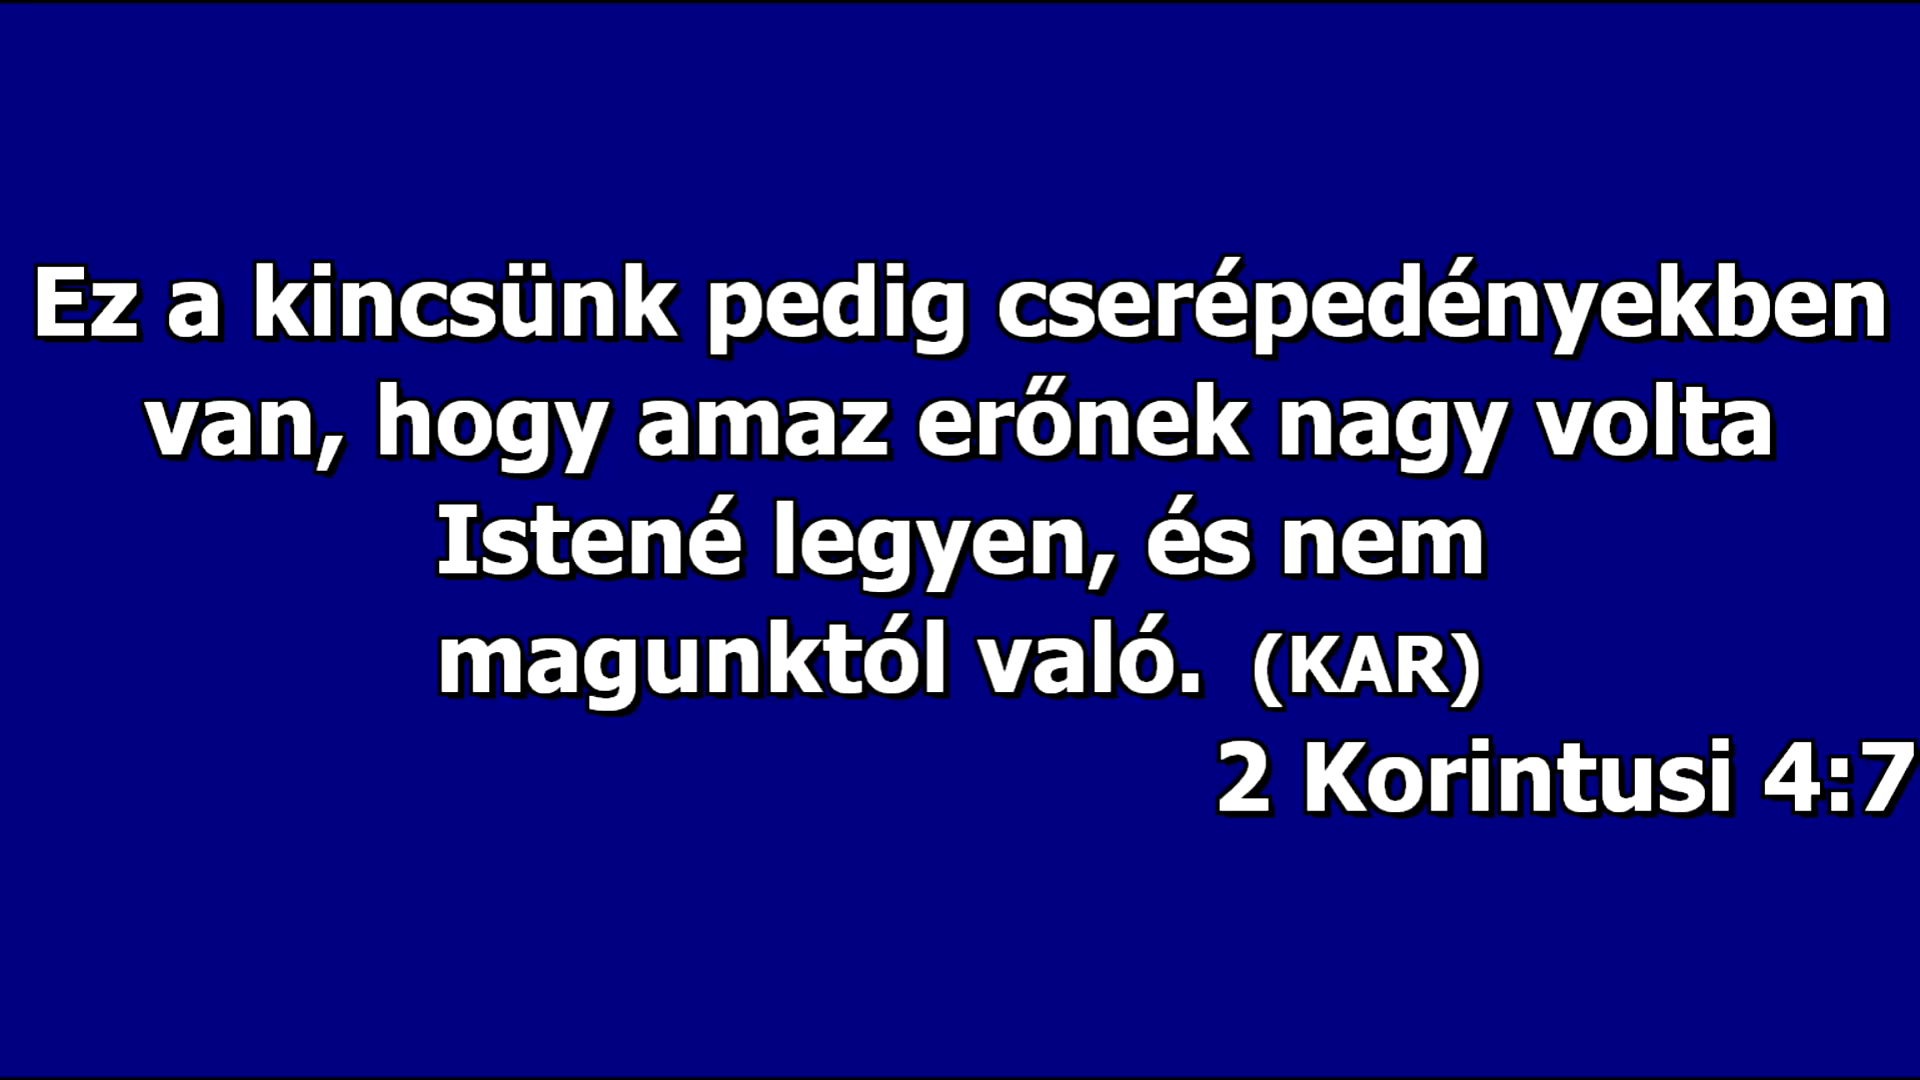 Ez a kincsünk pedig cserépedényekben
van, hogy amaz erőnek nagy volta
Istené legyen, és nem
magunktól való. (KAR)
2 Korintusi 4:7